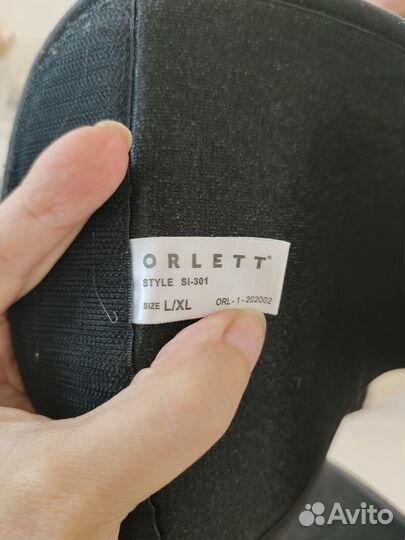 ORLETT®
STYLE SI-301
SIZE L/XL ORL-1-202002
Avito